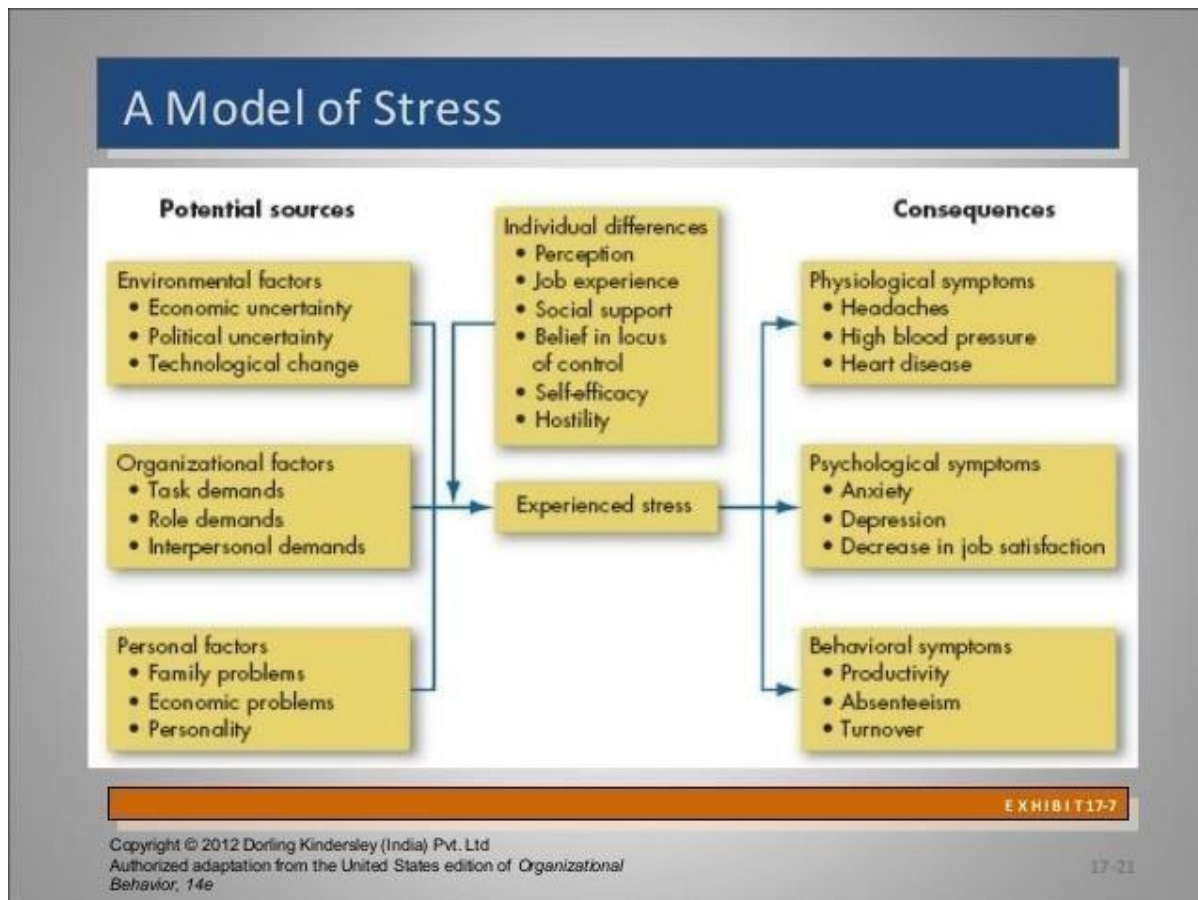 A Model of Stress
Potential sources
Environmental factors
• Economic uncertainty
• Political uncertainty
• Technological change
Organizational factors
• Task demands
• Role demands
• Interpersonal demands
Personal factors
• Family problems
• Economic problems
• Personality
Individual differences
• Perception
• Job experience
• Social support
• Belief in locus
of control
• Self-efficacy
• Hostility
Experienced stress
Consequences
Physiological symptoms
• Headaches
• High blood pressure
• Heart disease
Psychological symptoms
• Anxiety
• Depression
• Decrease in job satisfaction
Behavioral symptoms
• Productivity
• Absenteeism
• Turnover
EXHIBIT 17-7
Copyright © 2012 Dorling Kindersley (India) Pvt. Ltd
Authorized adaptation from the United States edition of Organizational
Behavior, 14e
17-21